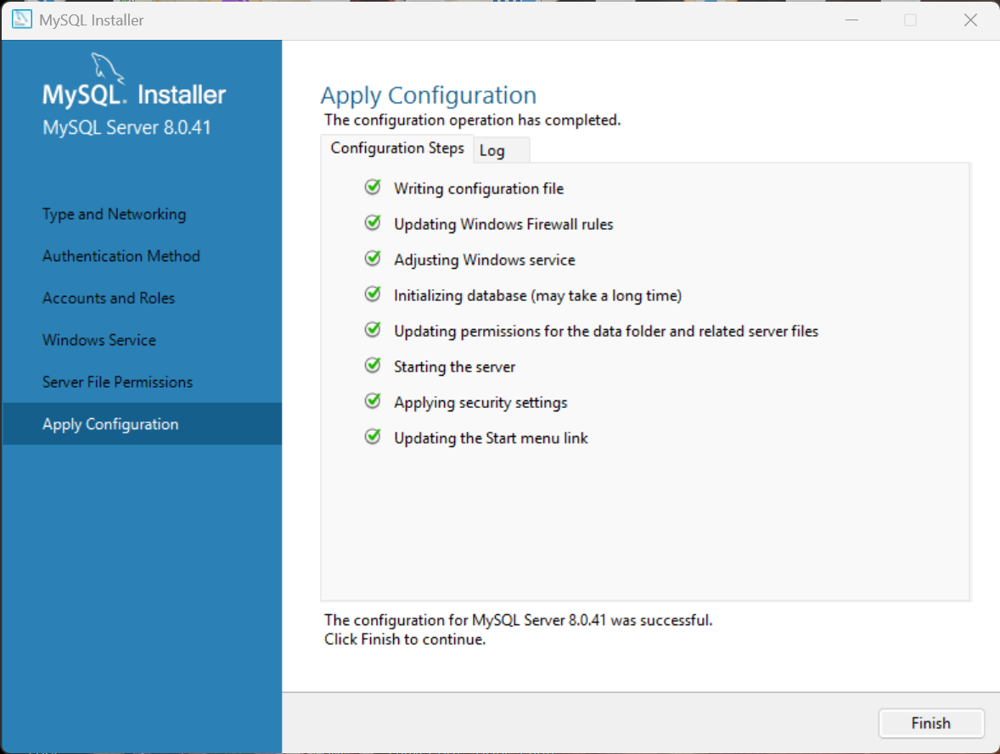 MySQL Installer
MySQL. Installer
MySQL Server 8.0.41
Type and Networking
Authentication Method
Accounts and Roles
Windows Service
Server File Permissions
Apply Configuration
Apply Configuration
The configuration operation has completed.
Configuration Steps
Log
Writing configuration file
Updating Windows Firewall rules
Adjusting Windows service
Initializing database (may take a long time)
Updating permissions for the data folder and related server files
Starting the server
Applying security settings
Updating the Start menu link
The configuration for MySQL Server 8.0.41 was successful.
Click Finish to continue.
Finish